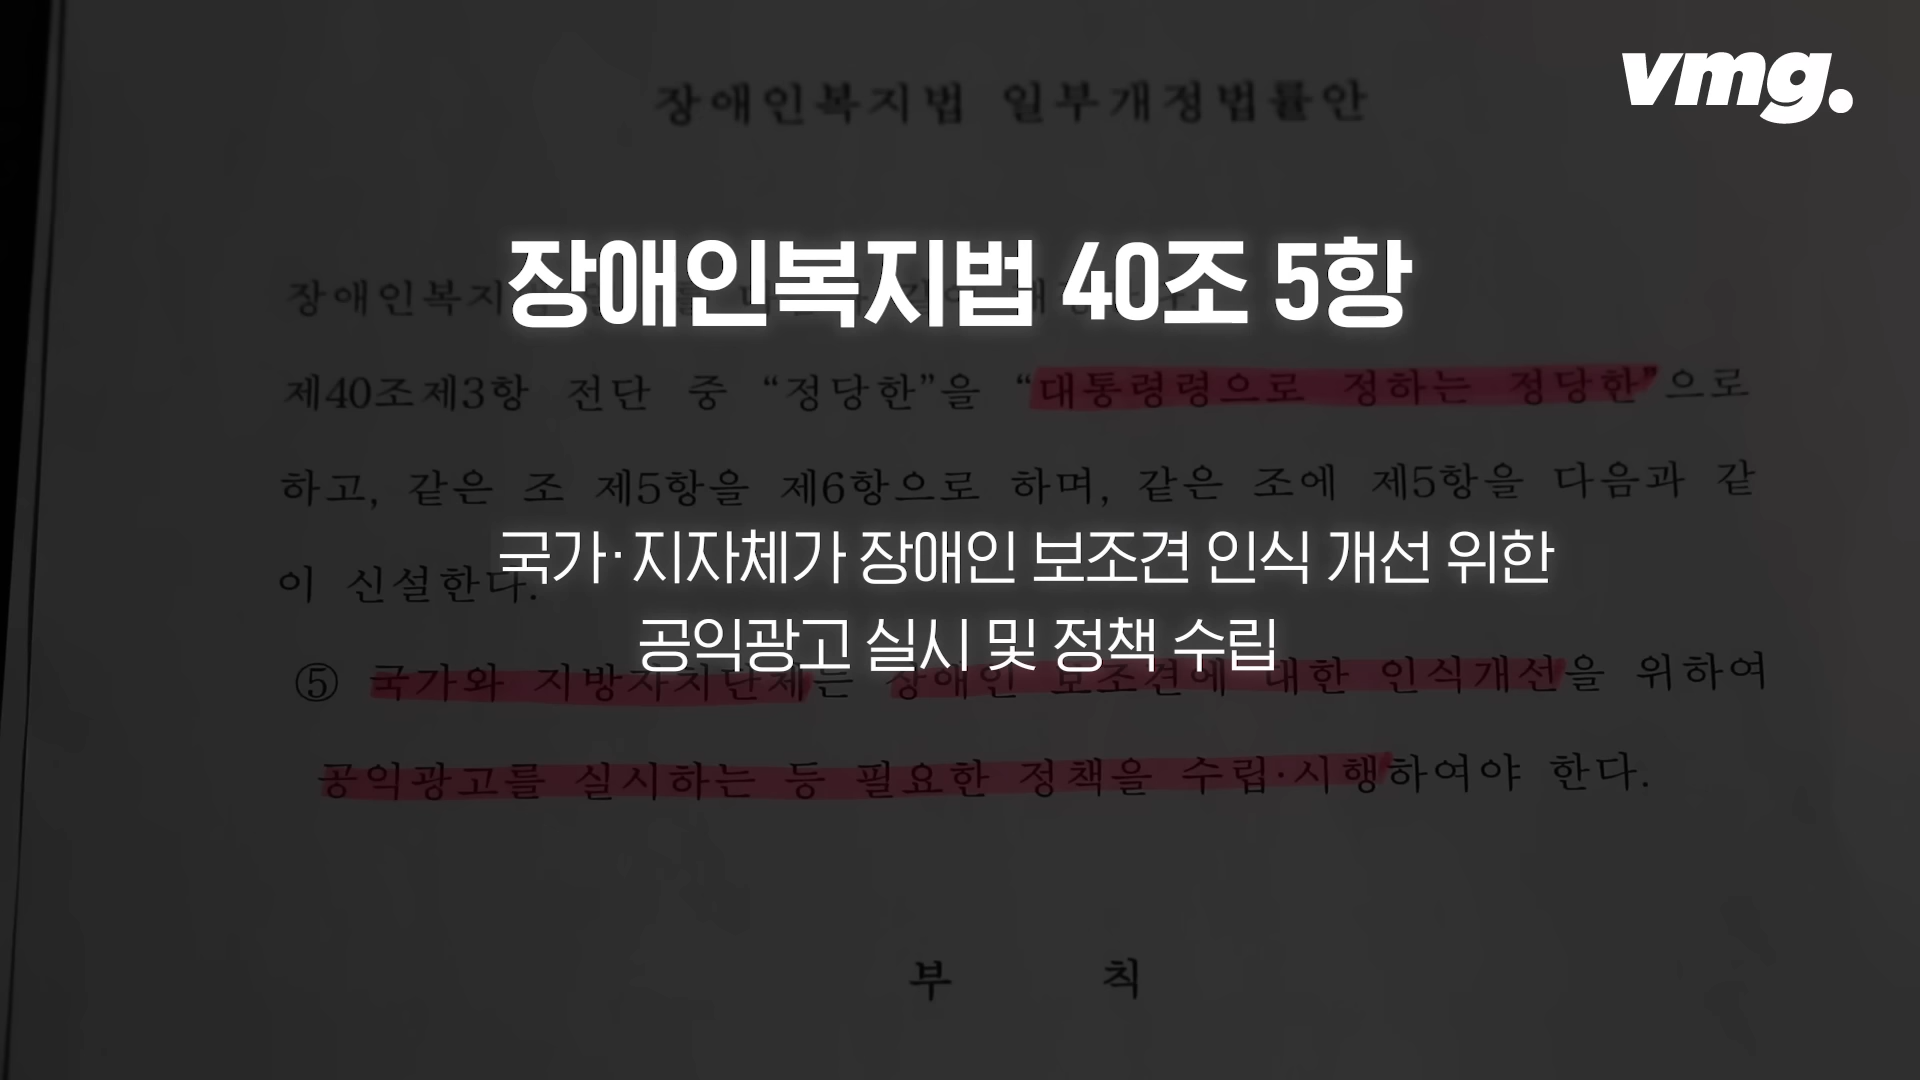 vmg.
장애인복지법 일부개정법률안
장애인복지법 40조 5항
장애인복지
제40조제3항 전단 중 “정당한”을 “대통령령으로 정하는 정당한”으로
하고, 같은 조 제5항을 제6항으로 하며, 같은 조에 제5항을 다음과 같
국가·지자체가 장애인 보조견 인식 개선 위한
이 신설한다.
공익광고 실시 및 정책 수립
⑤ 국가와 지방자치단체는 장애인 보조견에 대한 인식개선을 위하여
공익광고를 실시하는 등 필요한 정책을 수립·시행하여야 한다.
부 칙